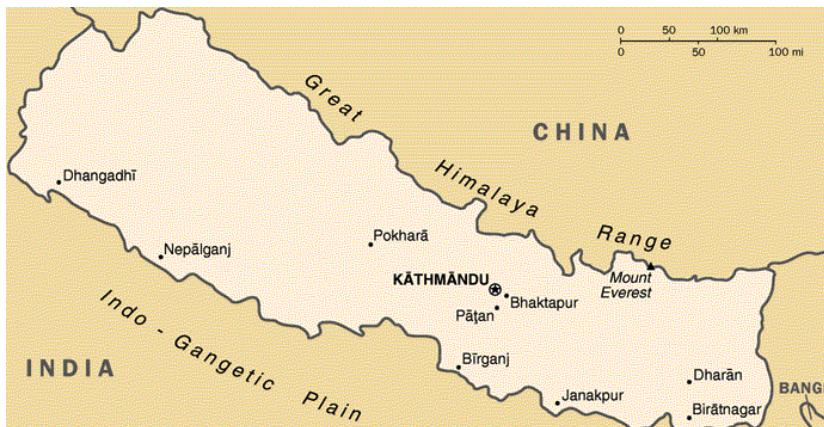 0 50 100 km
0 50 100 mi
Great
CHINA
Himalaya
Dhangadhī
Range
Pokharā
Nepālganj
KĀTHMĀNDU
Mount
Everest
Bhaktapur
Pāţan
Indo - Gangetic Plain
INDIA
Bīrganj
Dharān
BANG
Janakpur
Birātnagar